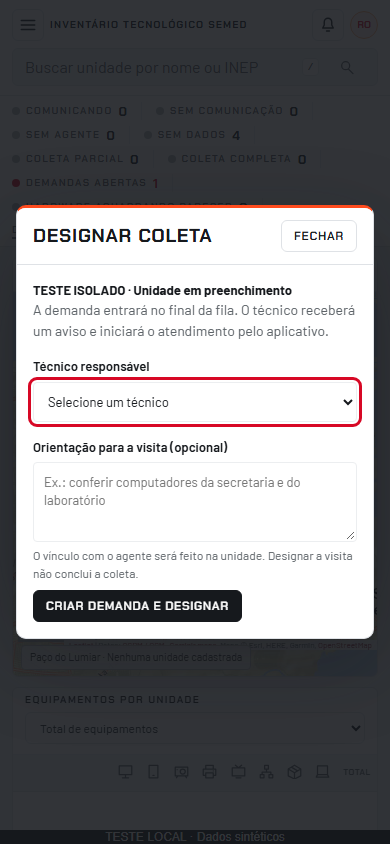 INVENTÁRIO TECNOLÓGICO SEMED
RD
Buscar unidade por nome ou INEP /
COMUNICANDO 0 SEM COMUNICAÇÃO 0
SEM AGENTE 0 SEM DADOS 4
COLETA PARCIAL 0 COLETA COMPLETA 0
DEMANDAS ABERTAS 1
DESIGNAR COLETA
FECHAR
TESTE ISOLADO · Unidade em preenchimento
A demanda entrará no final da fila. O técnico receberá
um aviso e iniciará o atendimento pelo aplicativo.
Técnico responsável
Selecione um técnico
Orientação para a visita (opcional)
Ex.: conferir computadores da secretaria e do
laboratório
O vínculo com o agente será feito na unidade. Designar a visita
não conclui a coleta.
CRIAR DEMANDA E DESIGNAR
Paço do Lumiar · Nenhuma unidade cadastrada
EQUIPAMENTOS POR UNIDADE
Total de equipamentos
TOTAL
TESTE LOCAL · Dados sintéticos